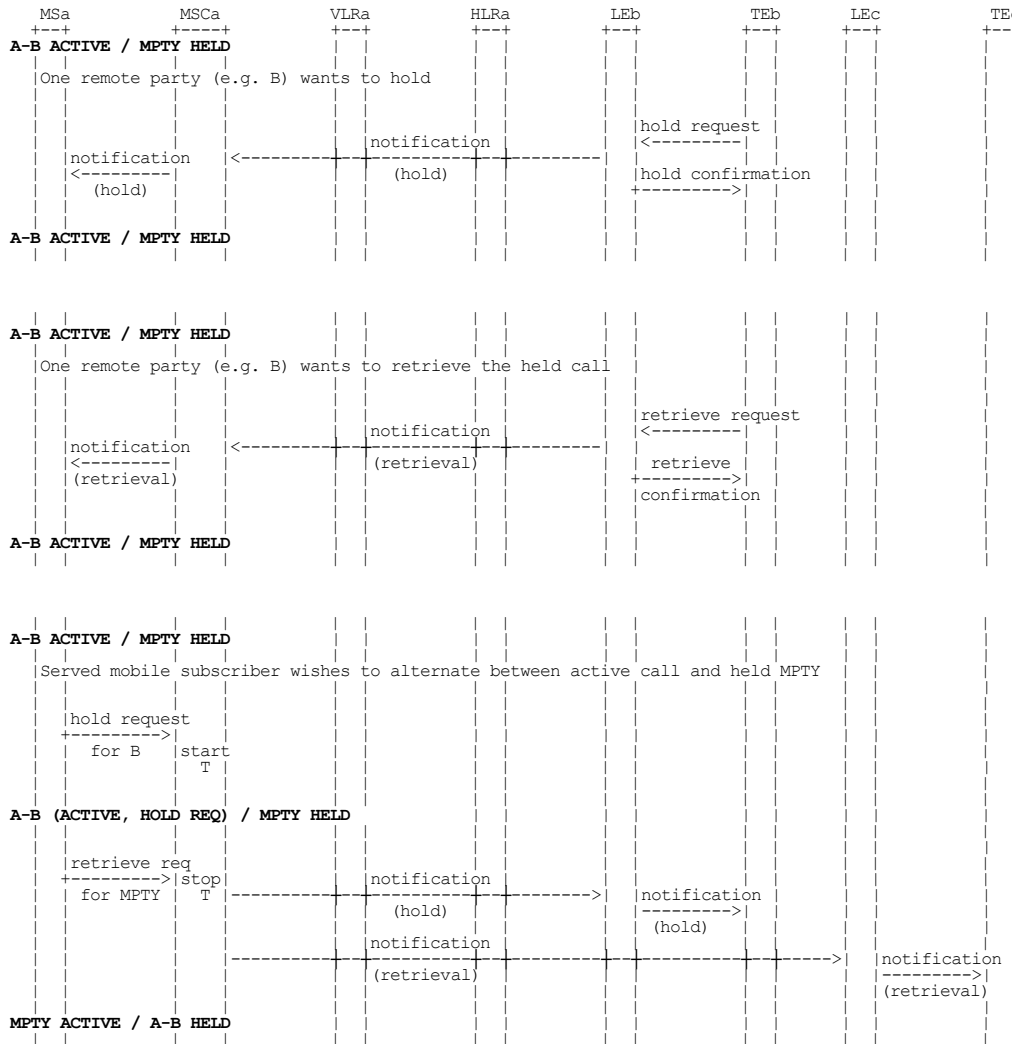 MSa MSCa VLRa HLRa LEb TEb LEc TE
A-B ACTIVE / MPTY HELD
One remote party (e.g. B) wants to hold
hold request
notification
notification
hold confirmation
(hold)
(hold)
A-B ACTIVE / MPTY HELD
A-B ACTIVE / MPTY HELD
One remote party (e.g. B) wants to retrieve the held call
retrieve request
notification
notification
(retrieval) retrieve
(retrieval)
confirmation
A-B ACTIVE / MPTY HELD
A-B ACTIVE / MPTY HELD
Served mobile subscriber wishes to alternate between active call and held MPTY
hold request
for B start
T
A-B (ACTIVE, HOLD REQ) / MPTY HELD
retrieve req
stop notification
for MPTY T notification
(hold)
(hold)
notification
notification
(retrieval)
(retrieval)
MPTY ACTIVE / A-B HELD